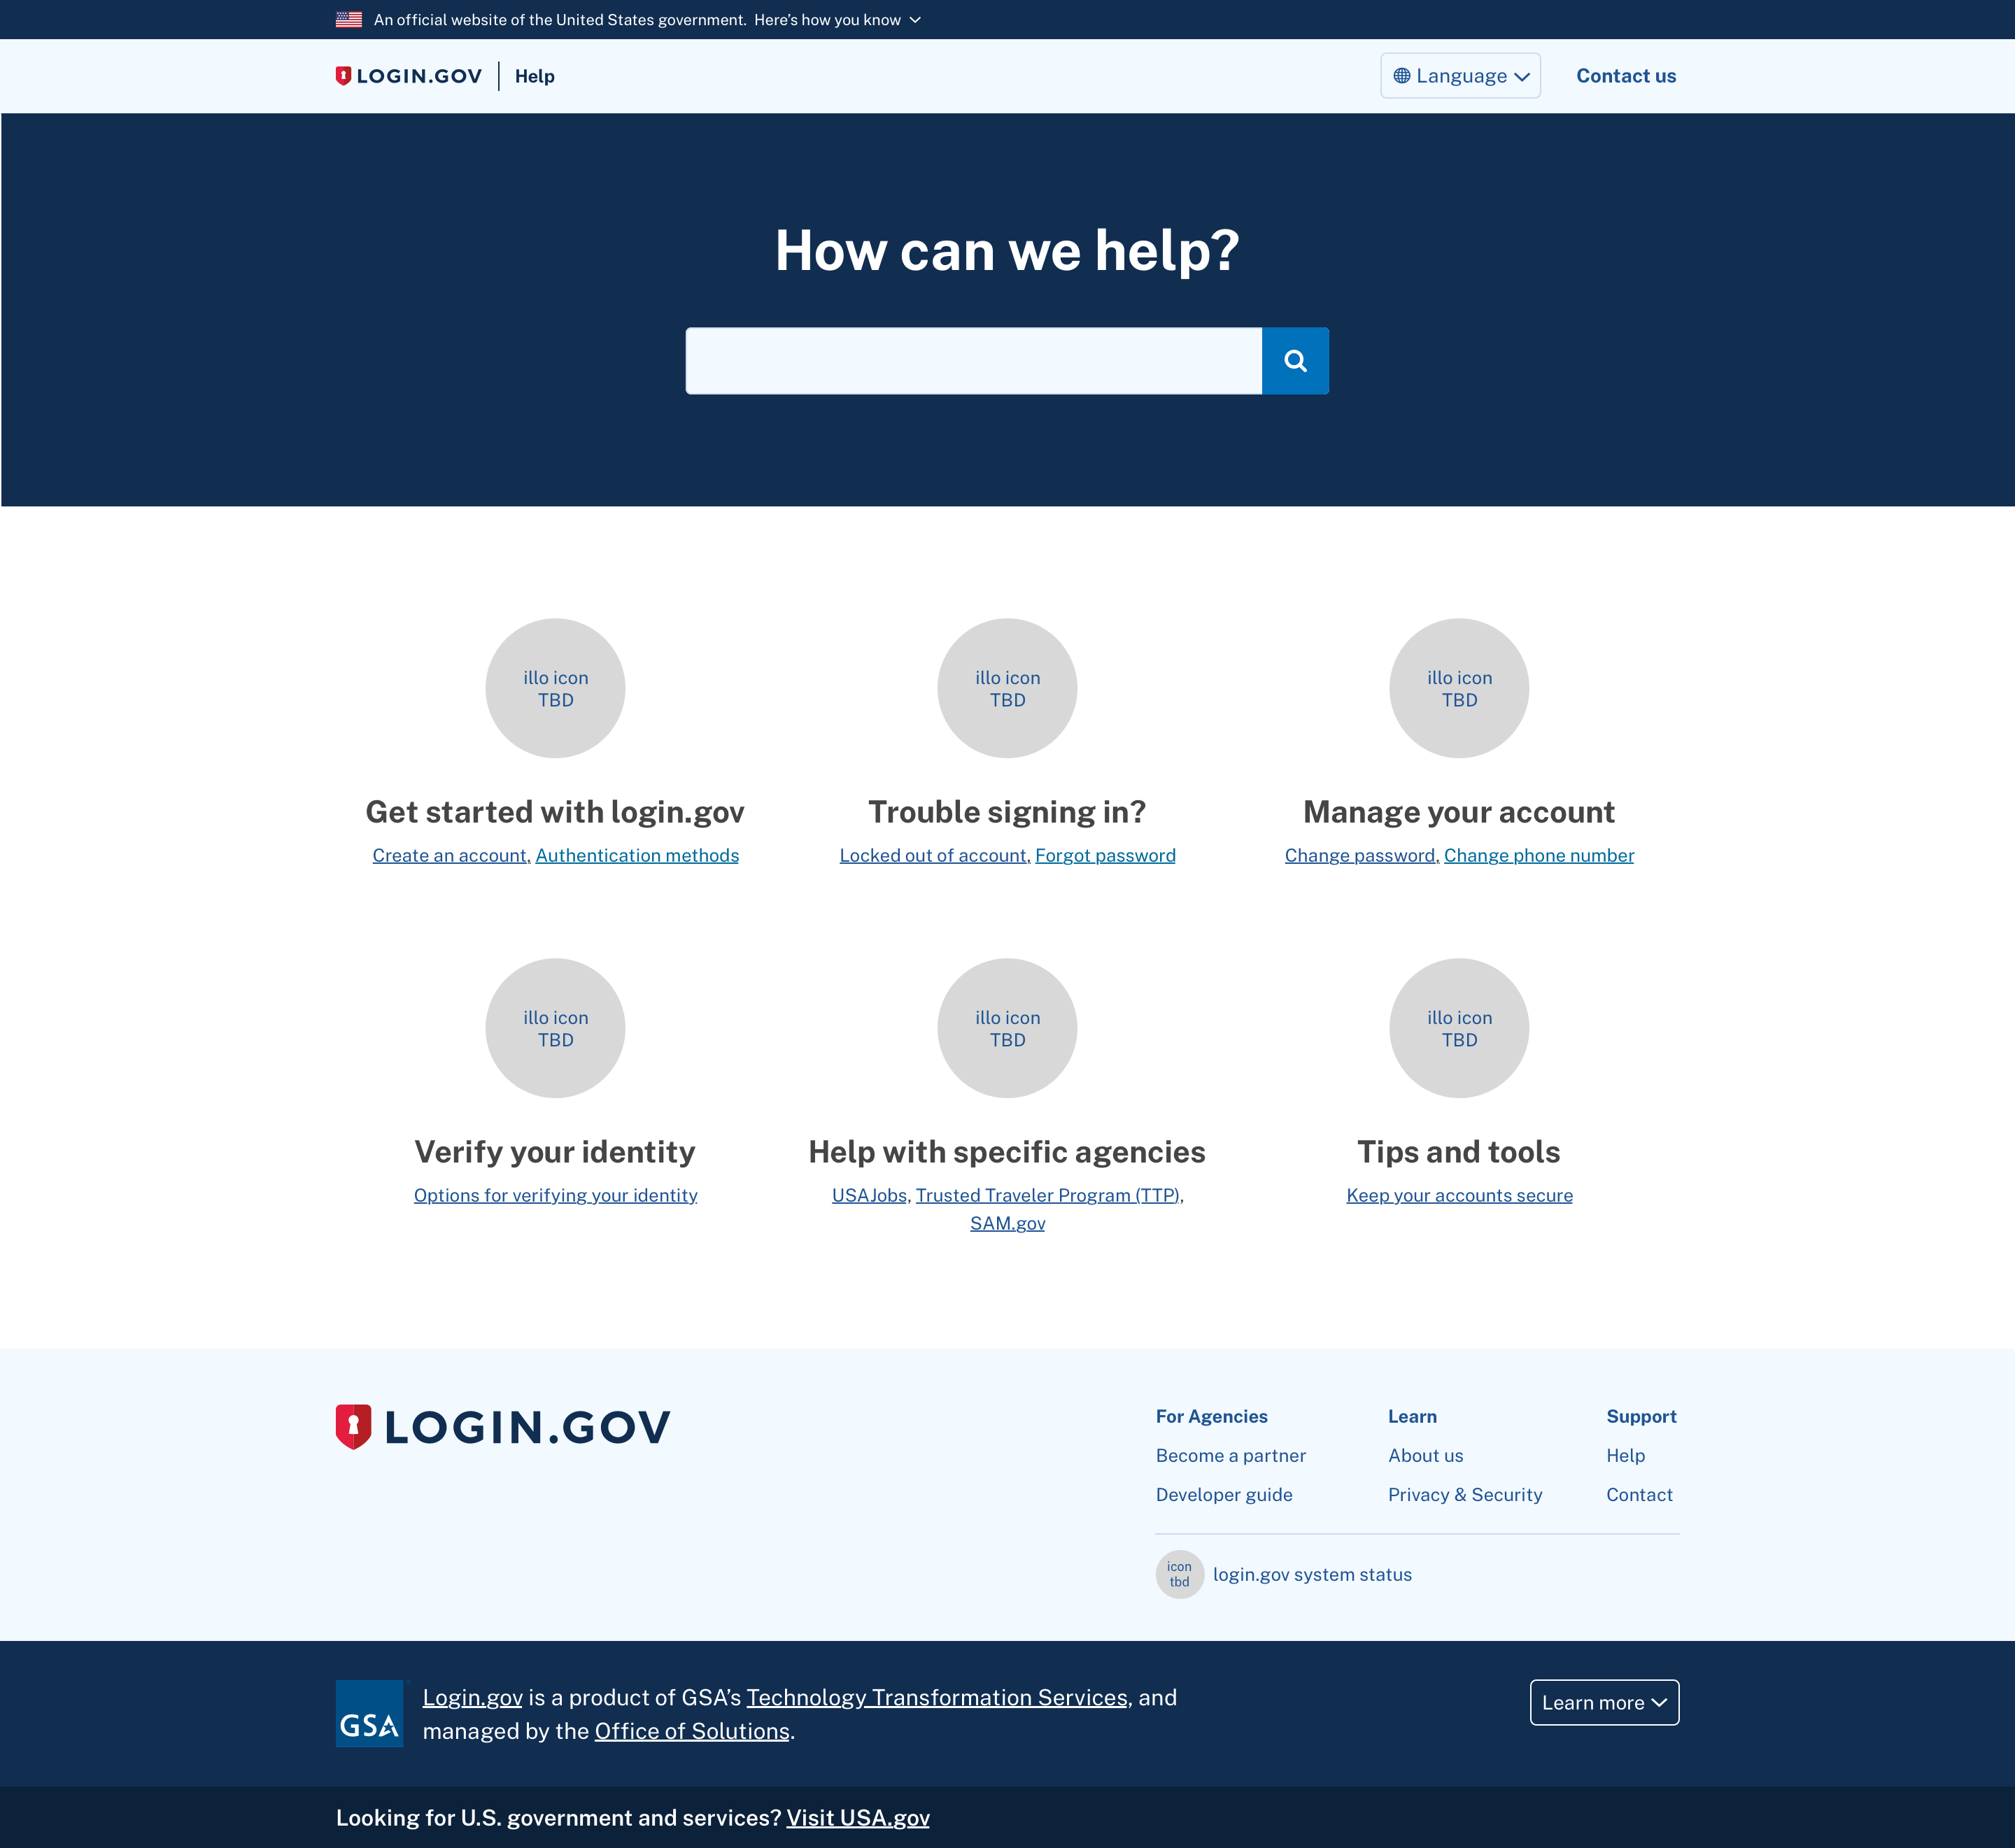 An official website of the United States government. Here’s how you know
LOGIN.GOV
Help
Language
Contact us
How can we help?
illo icon
TBD
illo icon
TBD
illo icon
TBD
Get started with login.gov
Trouble signing in?
Manage your account
Create an account, Authentication methods
Locked out of account, Forgot password
Change password, Change phone number
illo icon
TBD
illo icon
TBD
illo icon
TBD
Verify your identity
Help with specific agencies
Tips and tools
Options for verifying your identity
USAJobs, Trusted Traveler Program (TTP),
SAM.gov
Keep your accounts secure
LOGIN.GOV
For Agencies
Become a partner
Developer guide
Learn
About us
Privacy & Security
Support
Help
Contact
icon
tbd
login.gov system status
GSA
Login.gov is a product of GSA’s Technology Transformation Services, and
managed by the Office of Solutions.
Learn more
Looking for U.S. government and services? Visit USA.gov